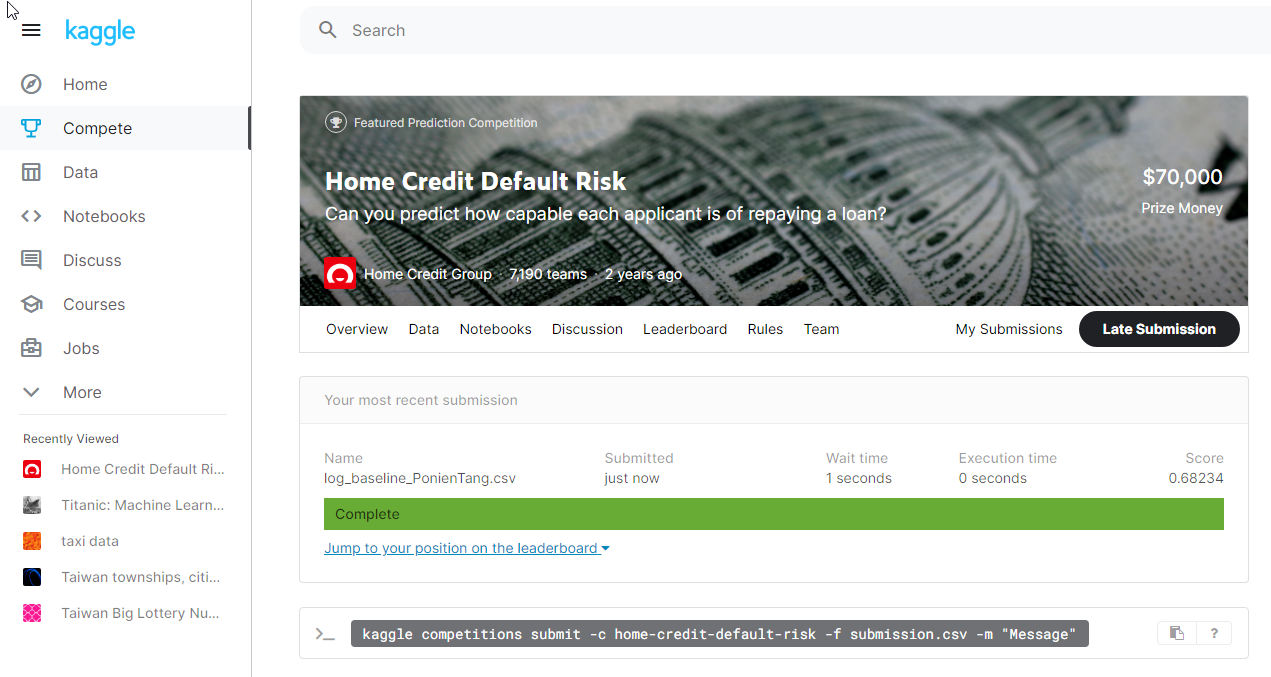 kaggle
Search
Home
Compete
Data
Notebooks
Discuss
Courses
Jobs
More
Recently Viewed
Home Credit Default Ri...
Titanic: Machine Learn...
taxi data
Taiwan townships, citi...
Taiwan Big Lottery Nu...
Featured Prediction Competition
Home Credit Default Risk
Can you predict how capable each applicant is of repaying a loan?
$70,000
Prize Money
Home Credit Group · 7,190 teams · 2 years ago
Overview Data Notebooks Discussion Leaderboard Rules Team My Submissions Late Submission
Your most recent submission
Name Submitted Wait time Execution time Score
log_baseline_PonienTang.csv just now 1 seconds 0 seconds 0.68234
Complete
Jump to your position on the leaderboard
>_ kaggle competitions submit -c home-credit-default-risk -f submission.csv -m "Message" ?